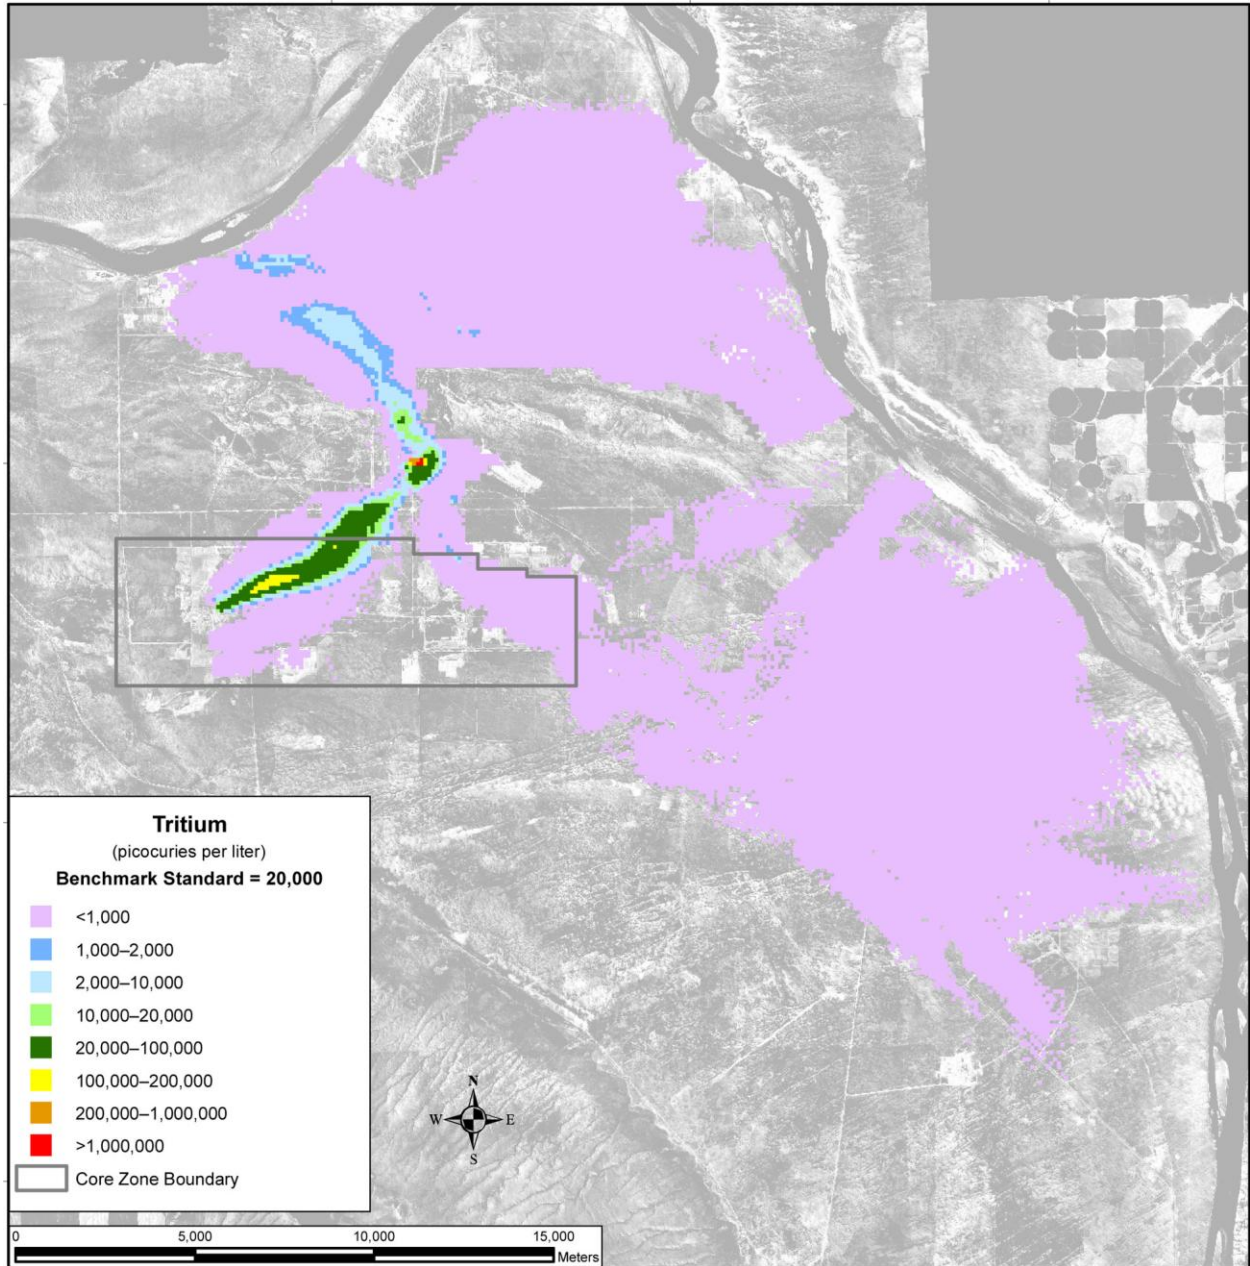 Tritium
(picocuries per liter)
Benchmark Standard = 20,000
<1,000
1,000–2,000
2,000–10,000
10,000–20,000
20,000–100,000
100,000–200,000
200,000–1,000,000
>1,000,000
Core Zone Boundary
N
W E
S
0 5,000 10,000 15,000
Meters